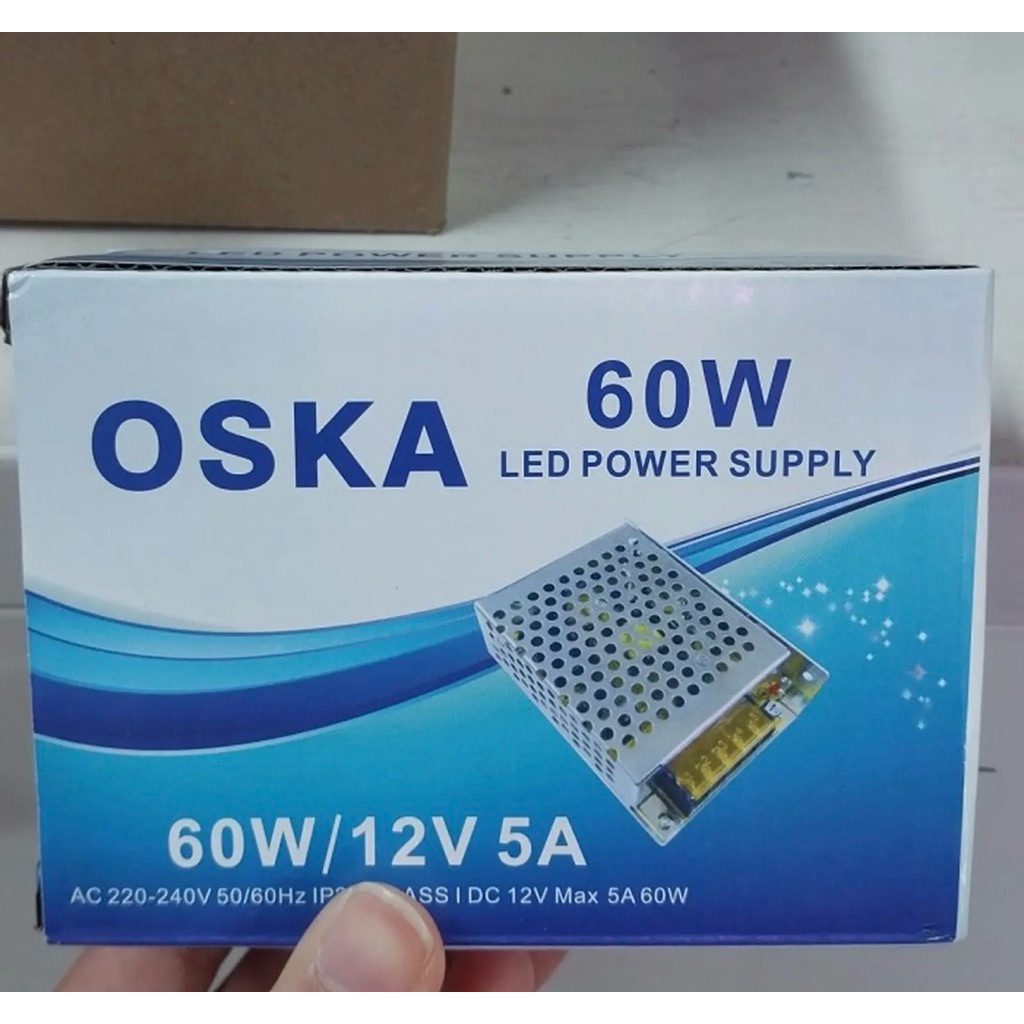 LED POWER SUPPLY
OSKA
60W
LED POWER SUPPLY
60W/12V 5A
AC 220-240V 50/60Hz ASS I DC 12V Max 5A 60W